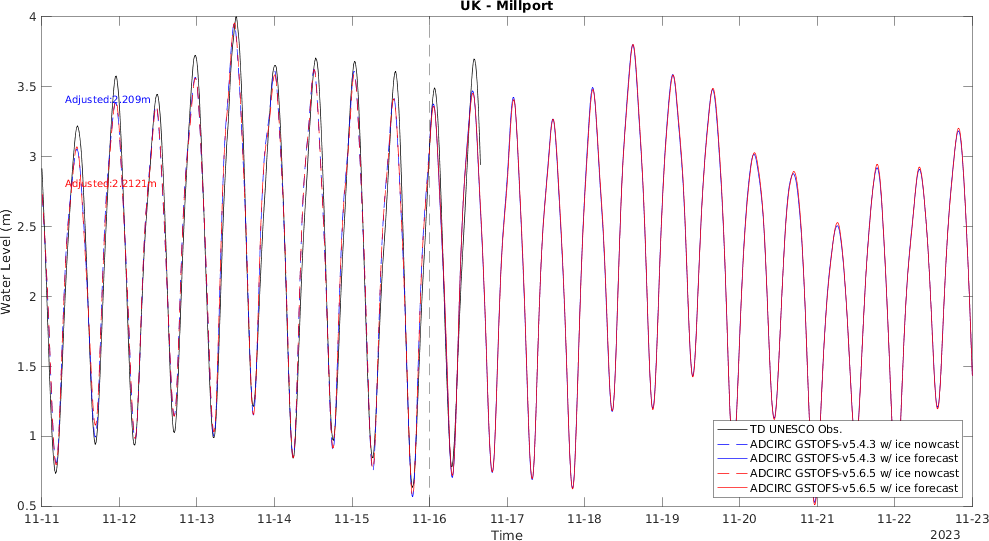 UK - Millport
4
3.5
3
2.5
2
1.5
1
0.5
Water Level (m)
Adjusted:2.209m
Adjusted:2.2121m
TD UNESCO Obs.
ADCIRC GSTOFS-v5.4.3 w/ ice nowcast
ADCIRC GSTOFS-v5.4.3 w/ ice forecast
ADCIRC GSTOFS-v5.6.5 w/ ice nowcast
ADCIRC GSTOFS-v5.6.5 w/ ice forecast
11-11 11-12 11-13 11-14 11-15 11-16 11-17 11-18 11-19 11-20 11-21 11-22 11-23
Time
2023